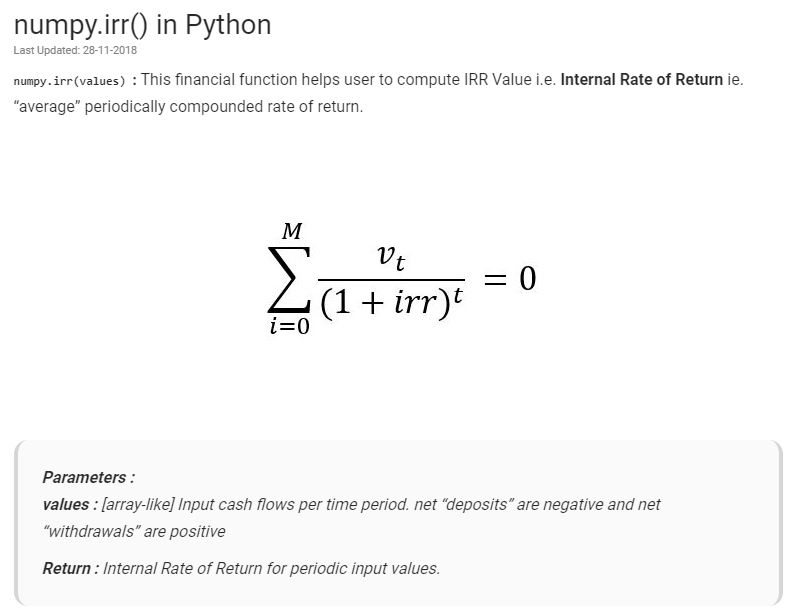 numpy.irr() in Python
Last Updated: 28-11-2018
numpy.irr(values) : This financial function helps user to compute IRR Value i.e. Internal Rate of Return ie.
“average” periodically compounded rate of return.
M
∑ v_t / (1 + irr)^t = 0
i=0
Parameters :
values : [array-like] Input cash flows per time period. net “deposits” are negative and net
“withdrawals” are positive
Return : Internal Rate of Return for periodic input values.